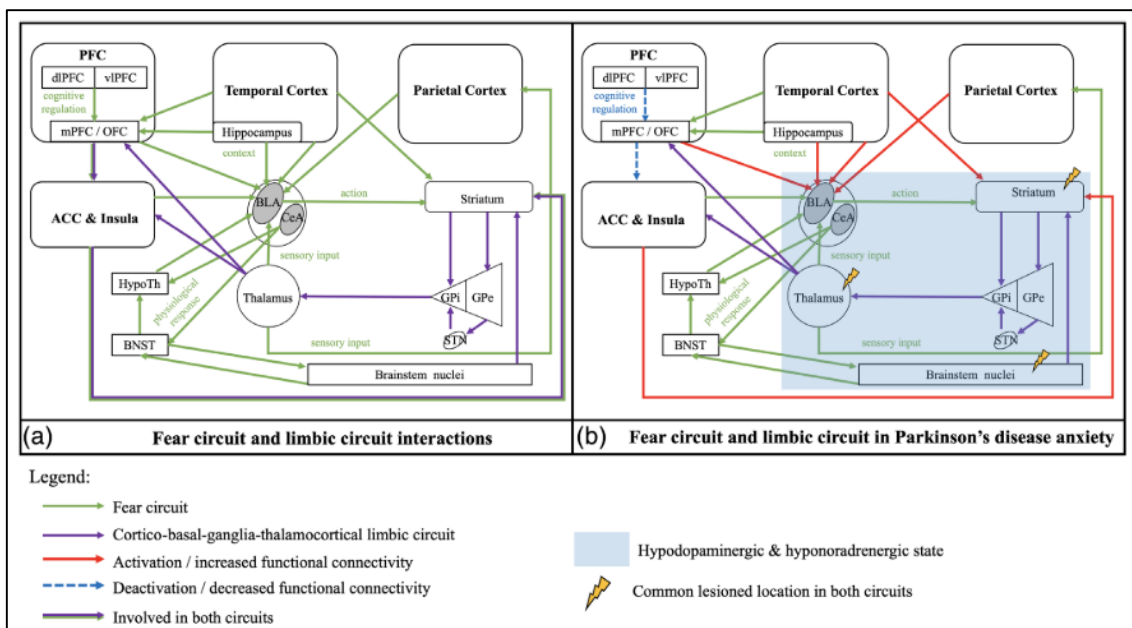 PFC
dlPFC vlPFC
cognitive
regulation
mPFC / OFC
Temporal Cortex
Hippocampus
Parietal Cortex
context
ACC & Insula
BLA
CeA
action
Striatum
sensory input
HypoTh
physiological
response
Thalamus
GPi GPe
STN
BNST
sensory input
Brainstem nuclei
(a) Fear circuit and limbic circuit interactions
PFC
dlPFC vlPFC
cognitive
regulation
mPFC / OFC
Temporal Cortex
Hippocampus
Parietal Cortex
context
ACC & Insula
BLA
CeA
action
Striatum
sensory input
HypoTh
physiological
response
Thalamus
GPi GPe
STN
BNST
sensory input
Brainstem nuclei
(b) Fear circuit and limbic circuit in Parkinson's disease anxiety
Legend:
Fear circuit
Cortico-basal-ganglia-thalamocortical limbic circuit
Activation / increased functional connectivity
Deactivation / decreased functional connectivity
Involved in both circuits
Hypodopaminergic & hyponoradrenergic state
Common lesioned location in both circuits